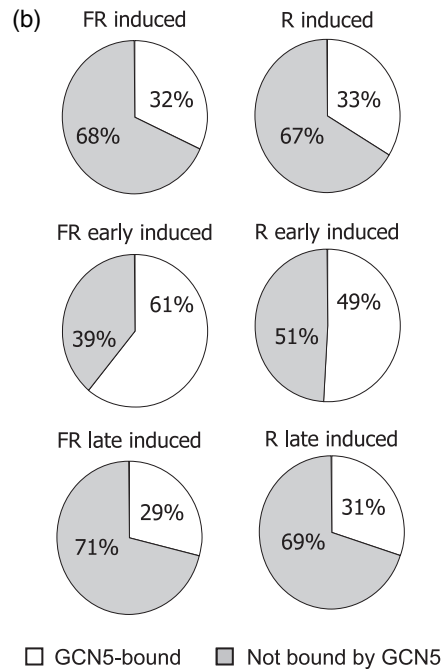 (b)
FR induced
R induced
32%
68%
33%
67%
FR early induced
R early induced
61%
39%
49%
51%
FR late induced
R late induced
29%
71%
31%
69%
GCN5-bound
Not bound by GCN5